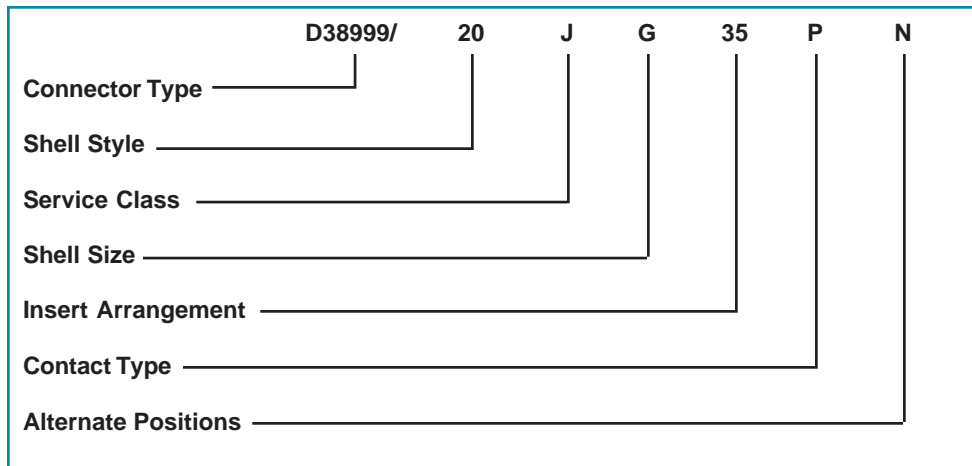 D38999/ 20 J G 35 P N
Connector Type
Shell Style
Service Class
Shell Size
Insert Arrangement
Contact Type
Alternate Positions